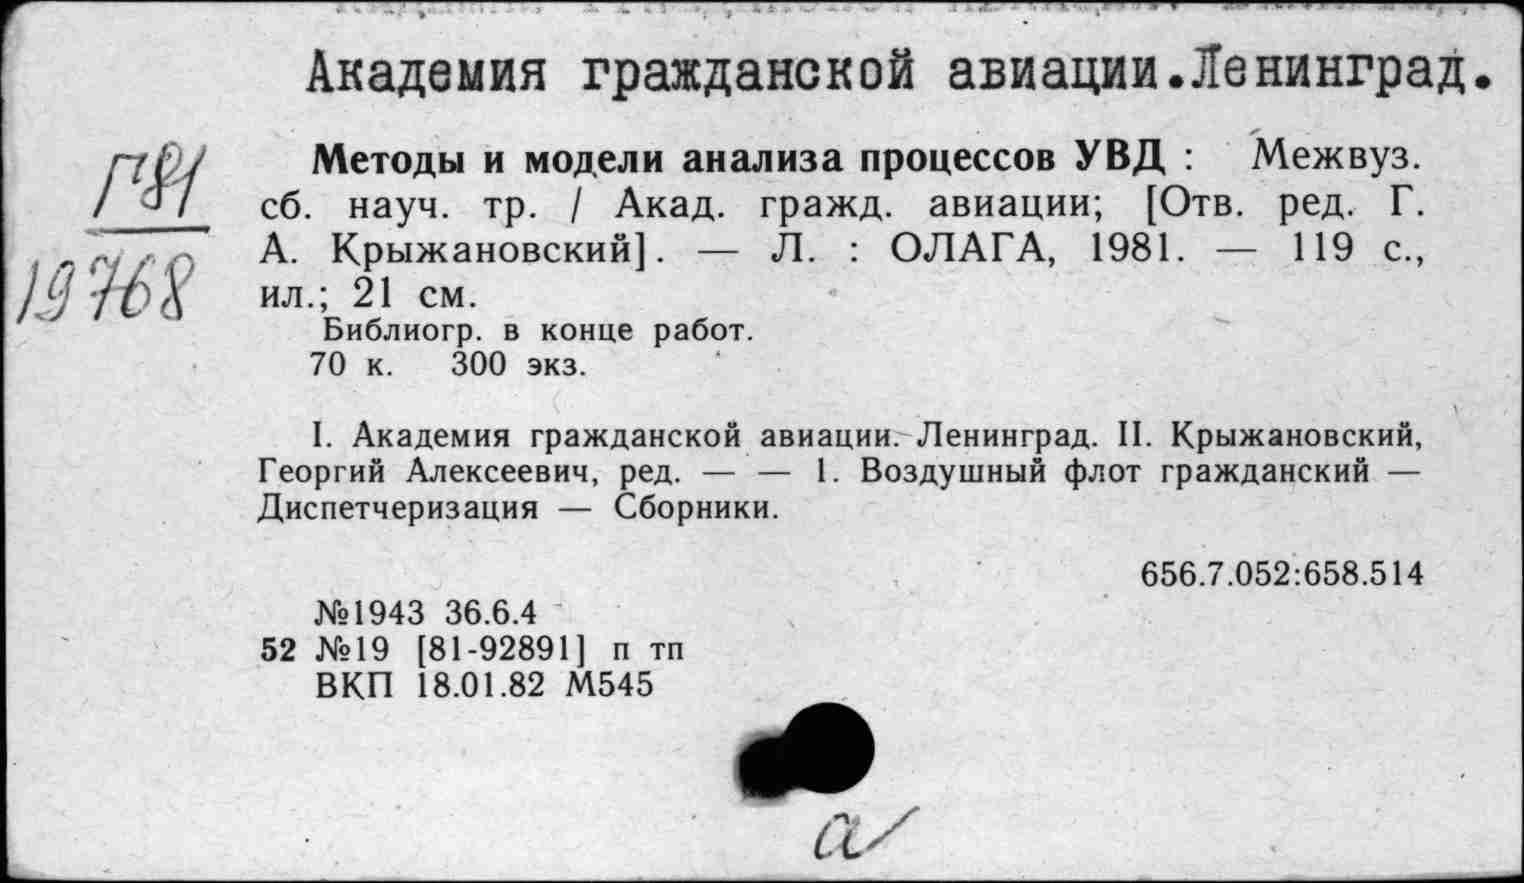 Академия гражданской авиации.Ленинград.
П81
19768
Методы и модели анализа процессов УВД : Межвуз.
сб. науч. тр. / Акад. гражд. авиации; [Отв. ред. Г.
А. Крыжановский]. — Л. : ОЛАГА, 1981. — 119 с.,
ил.; 21 см.
Библиогр. в конце работ.
70 к. 300 экз.
I. Академия гражданской авиации. Ленинград. II. Крыжановский,
Георгий Алексеевич, ред. — — 1. Воздушный флот гражданский —
Диспетчеризация — Сборники.
656.7.052:658.514
№1943 36.6.4
52 №19 [81-92891] п тп
ВКП 18.01.82 М545
а